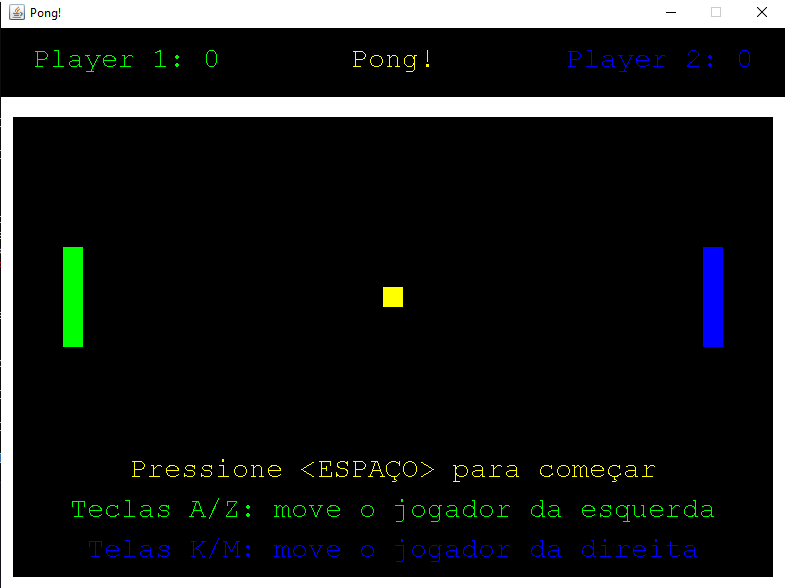 Pong!
Player 1: 0 Pong! Player 2: 0
Pressione <ESPAÇO> para começar
Teclas A/Z: move o jogador da esquerda
Telas K/M: move o jogador da direita